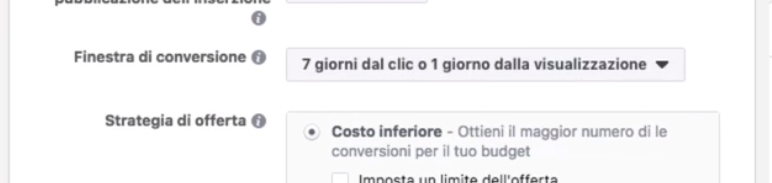 pubblicazione dell'inserzione
Finestra di conversione
7 giorni dal clic o 1 giorno dalla visualizzazione
Strategia di offerta
Costo inferiore - Ottieni il maggior numero di le
conversioni per il tuo budget
Imposta un limite dell'offerta